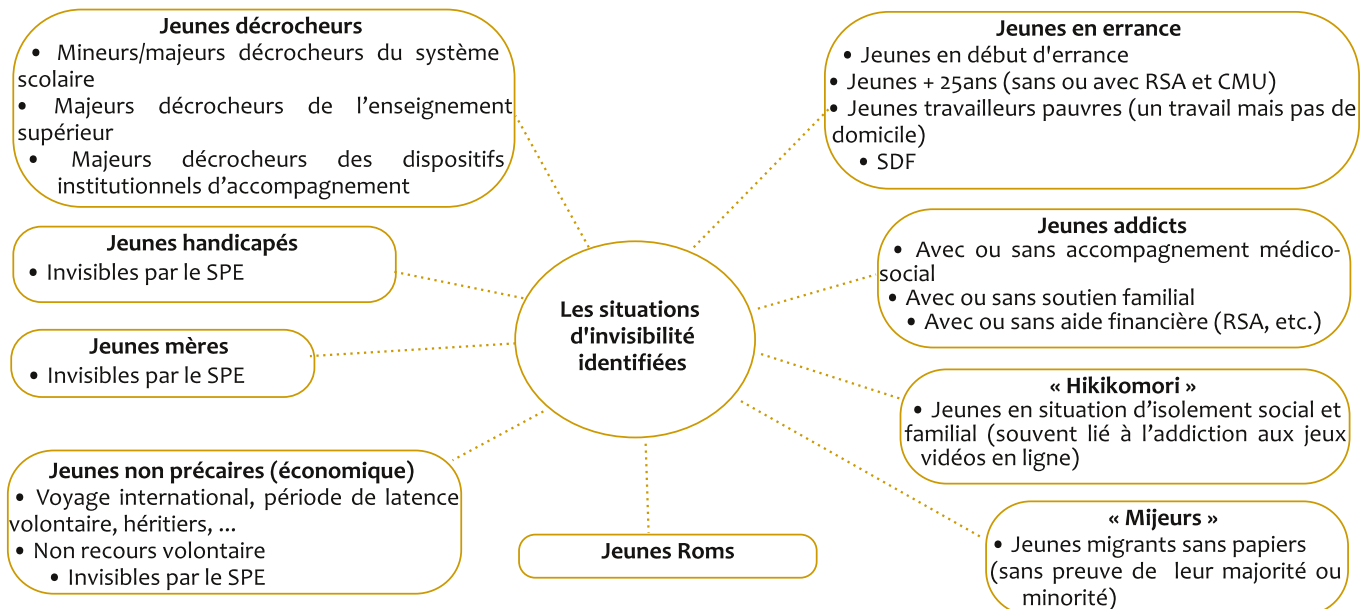 Jeunes décrocheurs
• Mineurs/majeurs décrocheurs du système
scolaire
• Majeurs décrocheurs de l’enseignement
supérieur
• Majeurs décrocheurs des dispositifs
institutionnels d’accompagnement
Jeunes handicapés
• Invisibles par le SPE
Jeunes mères
• Invisibles par le SPE
Jeunes non précaires (économique)
• Voyage international, période de latence
volontaire, héritiers, ...
• Non recours volontaire
• Invisibles par le SPE
Les situations
d'invisibilité
identifiées
Jeunes Roms
Jeunes en errance
• Jeunes en début d'errance
• Jeunes + 25ans (sans ou avec RSA et CMU)
• Jeunes travailleurs pauvres (un travail mais pas de
domicile)
• SDF
Jeunes addicts
• Avec ou sans accompagnement médico-
social
• Avec ou sans soutien familial
• Avec ou sans aide financière (RSA, etc.)
« Hikikomori »
• Jeunes en situation d’isolement social et
familial (souvent lié à l’addiction aux jeux
vidéos en ligne)
« Mijeurs »
• Jeunes migrants sans papiers
(sans preuve de leur majorité ou
minorité)